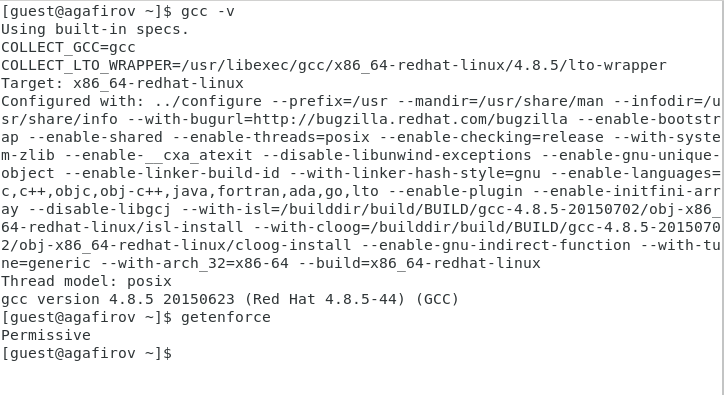 [guest@agafirov ~]$ gcc -v
Using built-in specs.
COLLECT_GCC=gcc
COLLECT_LTO_WRAPPER=/usr/libexec/gcc/x86_64-redhat-linux/4.8.5/lto-wrapper
Target: x86_64-redhat-linux
Configured with: ../configure --prefix=/usr --mandir=/usr/share/man --infodir=/u
sr/share/info --with-bugurl=http://bugzilla.redhat.com/bugzilla --enable-bootstr
ap --enable-shared --enable-threads=posix --enable-checking=release --with-syste
m-zlib --enable-__cxa_atexit --disable-libunwind-exceptions --enable-gnu-unique-
object --enable-linker-build-id --with-linker-hash-style=gnu --enable-languages=
c,c++,objc,obj-c++,java,fortran,ada,go,lto --enable-plugin --enable-initfini-arr
ay --disable-libgcj --with-isl=/builddir/build/BUILD/gcc-4.8.5-20150702/obj-x86_
64-redhat-linux/isl-install --with-cloog=/builddir/build/BUILD/gcc-4.8.5-2015070
2/obj-x86_64-redhat-linux/cloog-install --enable-gnu-indirect-function --with-tu
ne=generic --with-arch_32=x86-64 --build=x86_64-redhat-linux
Thread model: posix
gcc version 4.8.5 20150623 (Red Hat 4.8.5-44) (GCC)
[guest@agafirov ~]$ getenforce
Permissive
[guest@agafirov ~]$